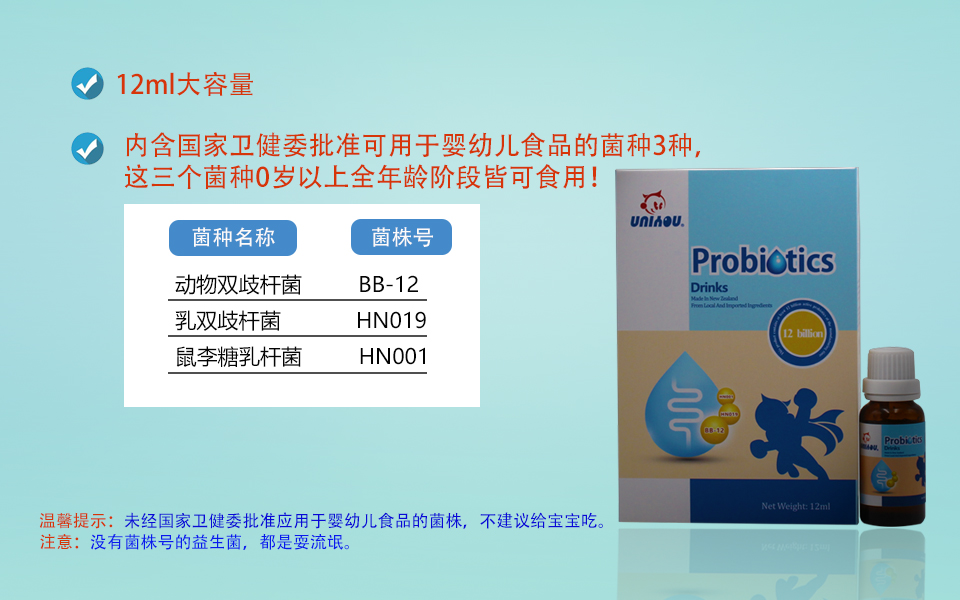 12ml大容量
内含国家卫健委批准可用于婴幼儿食品的菌种3种,
这三个菌种0岁以上全年龄阶段皆可食用！
菌种名称 菌株号
动物双歧杆菌 BB-12
乳双歧杆菌 HN019
鼠李糖乳杆菌 HN001
温馨提示：未经国家卫健委批准应用于婴幼儿食品的菌株，不建议给宝宝吃。
注意：没有菌株号的益生菌，都是耍流氓。
UNIHOU
Probiotics
Drinks
Made In New Zealand
From Local And Imported Ingredients
12 billion
HN001
HN019
BB-12
Net Weight: 12ml
Probiotics
Drinks